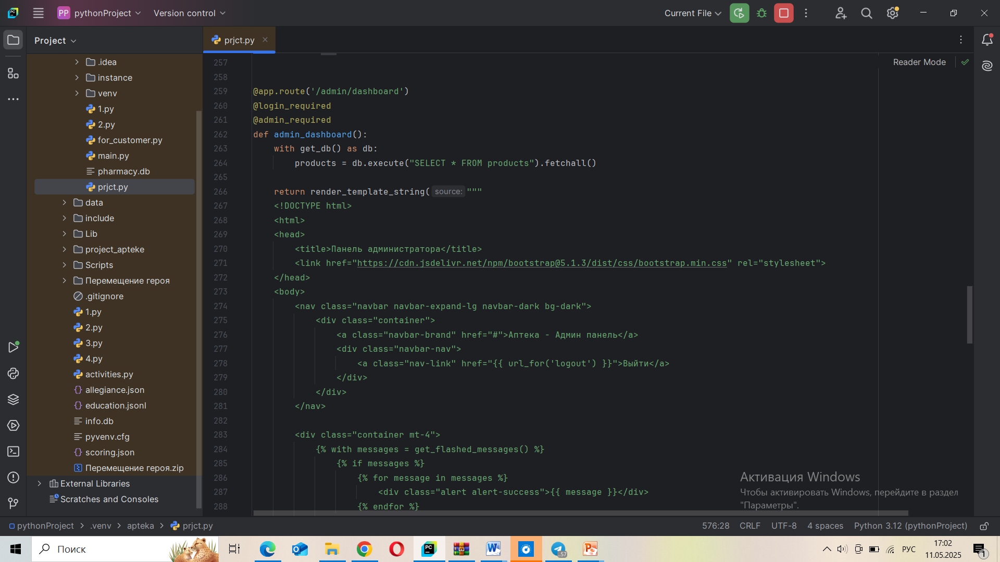 PP pythonProject
Version control
Current File
Project
prjct.py
Reader Mode
.idea
instance
venv
1.py
2.py
for_customer.py
main.py
pharmacy.db
prjct.py
data
include
Lib
project_apteke
Scripts
Перемещение героя
.gitignore
1.py
2.py
3.py
4.py
activities.py
allegiance.json
education.jsonl
info.db
pyvenv.cfg
scoring.json
Перемещение героя.zip
External Libraries
Scratches and Consoles
257
258
259 @app.route('/admin/dashboard')
260 @login_required
261 @admin_required
262 def admin_dashboard():
263 with get_db() as db:
264 products = db.execute("SELECT * FROM products").fetchall()
265
266 return render_template_string( source: """
267 <!DOCTYPE html>
268 <html>
269 <head>
270 <title>Панель администратора</title>
271 <link href="https://cdn.jsdelivr.net/npm/bootstrap@5.1.3/dist/css/bootstrap.min.css" rel="stylesheet">
272 </head>
273 <body>
274 <nav class="navbar navbar-expand-lg navbar-dark bg-dark">
275 <div class="container">
276 <a class="navbar-brand" href="#">Аптека - Админ панель</a>
277 <div class="navbar-nav">
278 <a class="nav-link" href="{{ url_for('logout') }}">Выйти</a>
279 </div>
280 </div>
281 </nav>
282
283 <div class="container mt-4">
284 {% with messages = get_flashed_messages() %}
285 {% if messages %}
286 {% for message in messages %}
287 <div class="alert alert-success">{{ message }}</div>
288 {% endfor %}
Активация Windows
Чтобы активировать Windows, перейдите в раздел
"Параметры".
pythonProject > .venv > apteka > prjct.py
576:28 CRLF UTF-8 4 spaces Python 3.12 (pythonProject)
Поиск
PC
W
.57
P
РУС
17:02
11.05.2025
1